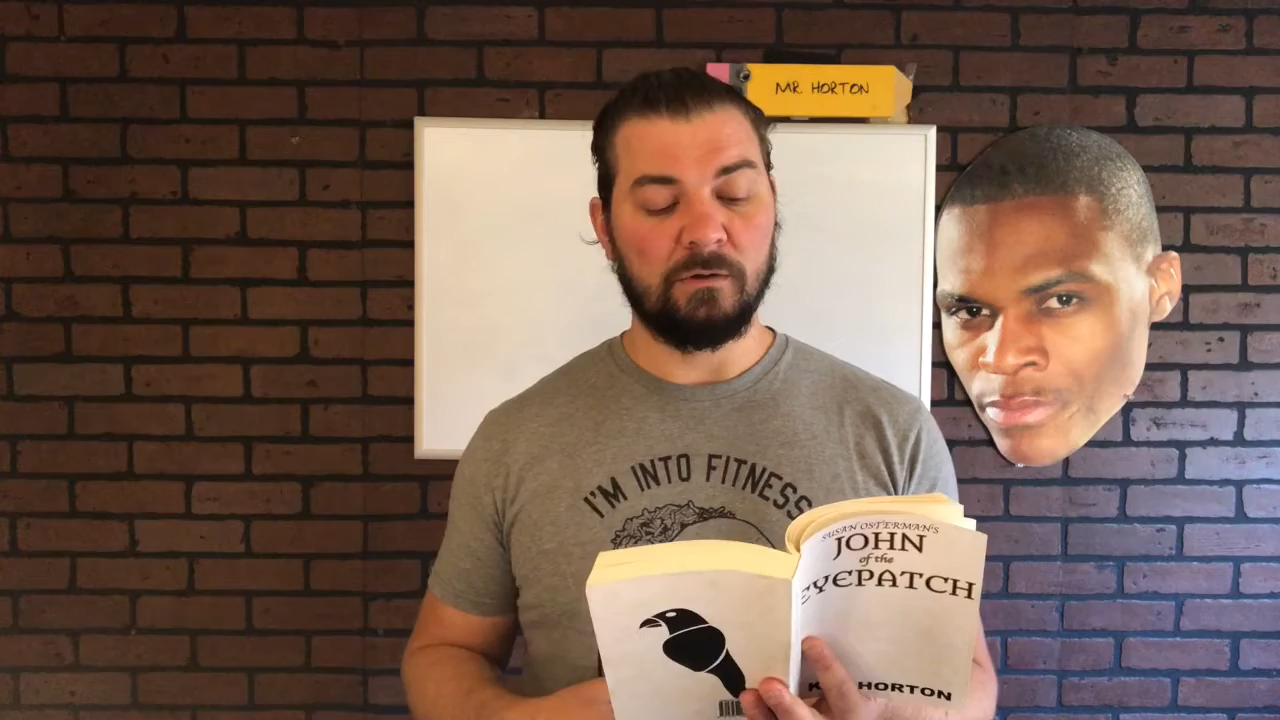 MR. HORTON
I'M INTO FITNESS
SUSAN OSTERMAN'S
JOHN
of the
EYEPATCH
HORTON